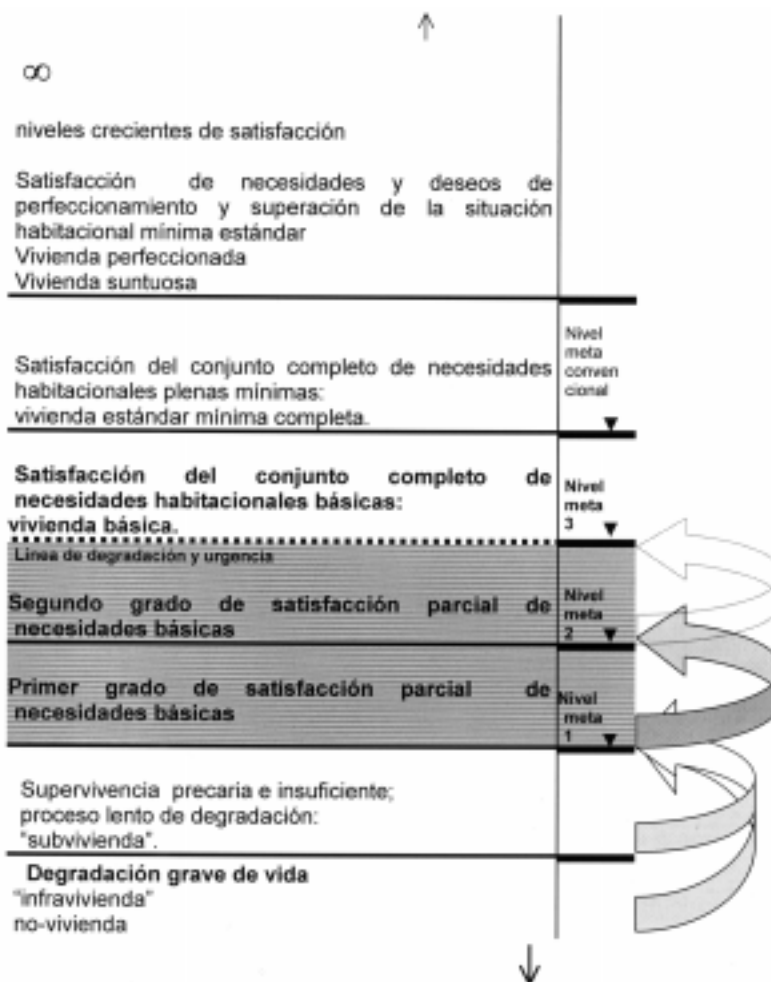 ∞
niveles crecientes de satisfacción
Satisfacción de necesidades y deseos de
perfeccionamiento y superación de la situación
habitacional mínima estándar
Vivienda perfeccionada
Vivienda suntuosa
Nivel
meta
conven
cional
Satisfacción del conjunto completo de necesidades
habitacionales plenas mínimas:
vivienda estándar mínima completa.
Satisfacción del conjunto completo de
necesidades habitacionales básicas:
vivienda básica.
Nivel
meta
3
Linea de degradación y urgencia
Segundo grado de satisfacción parcial de
necesidades básicas
Nivel
meta
2
Primer grado de satisfacción parcial de
necesidades básicas
Nivel
meta
1
Supervivencia precaria e insuficiente;
proceso lento de degradación:
"subvivienda".
Degradación grave de vida
"infravivienda"
no-vivienda